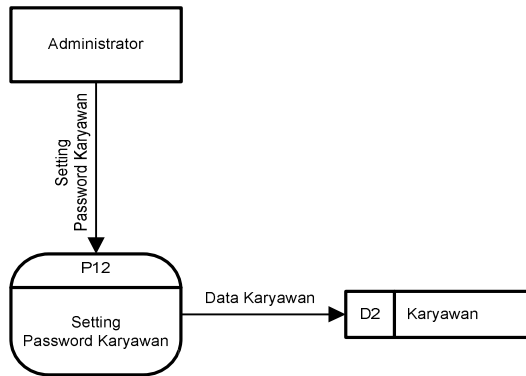 Administrator
Setting
Password Karyawan
P12
Setting
Password Karyawan
Data Karyawan
D2 Karyawan